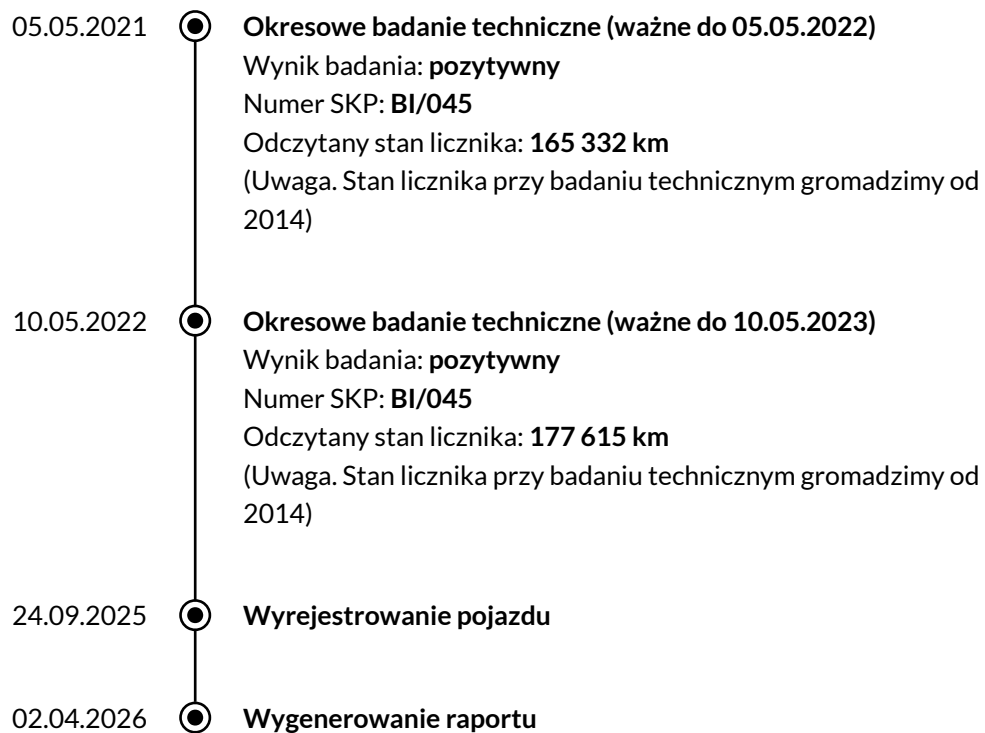 05.05.2021 Okresowe badanie techniczne (ważne do 05.05.2022)
Wynik badania: pozytywny
Numer SKP: BI/045
Odczytany stan licznika: 165 332 km
(Uwaga. Stan licznika przy badaniu technicznym gromadzimy od
2014)
10.05.2022 Okresowe badanie techniczne (ważne do 10.05.2023)
Wynik badania: pozytywny
Numer SKP: BI/045
Odczytany stan licznika: 177 615 km
(Uwaga. Stan licznika przy badaniu technicznym gromadzimy od
2014)
24.09.2025 Wyrejestrowanie pojazdu
02.04.2026 Wygenerowanie raportu